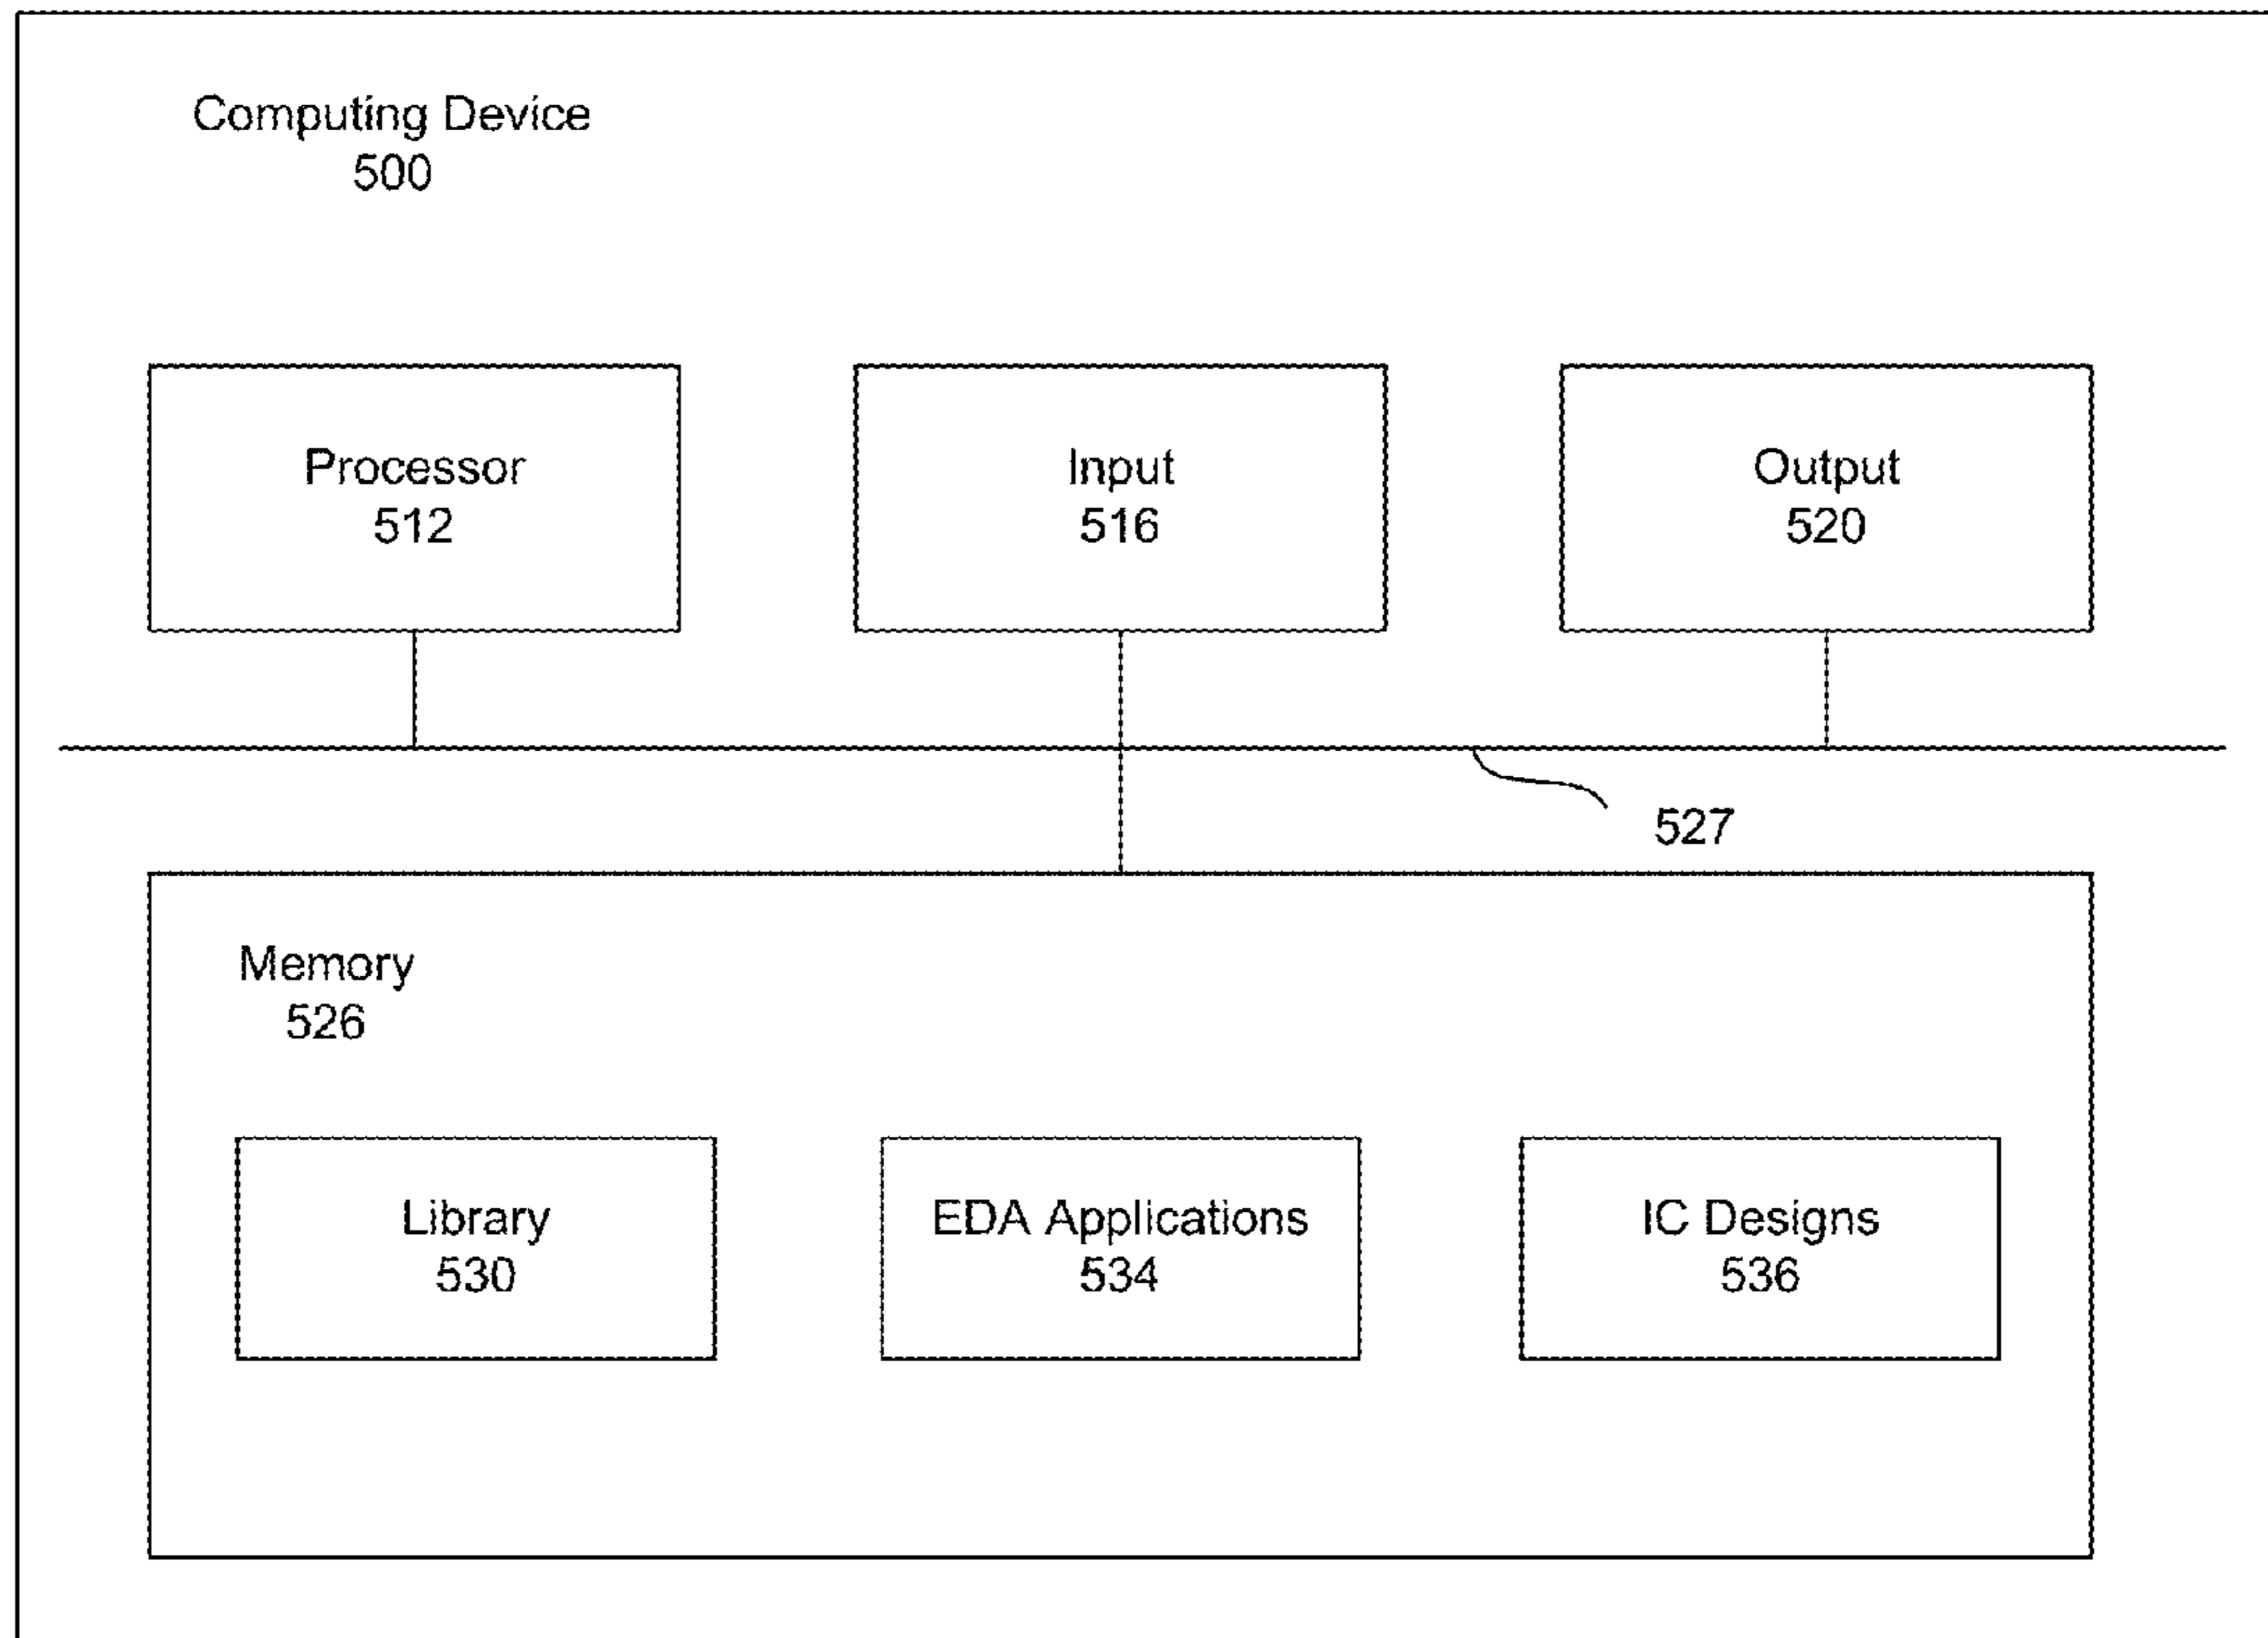 Computing Device
500
Processor
512
Input
516
Output
520
527
Memory
526
Library
530
EDA Applications
534
IC Designs
536